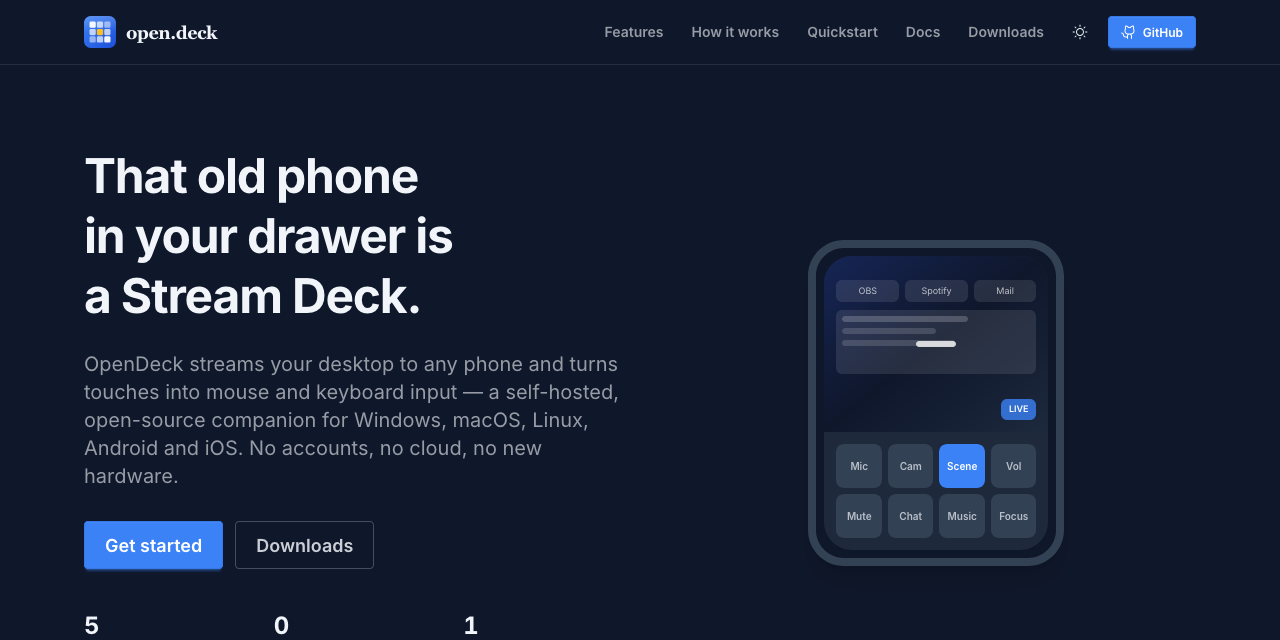 open.deck
Features
How it works
Quickstart
Docs
Downloads
GitHub
That old phone
in your drawer is
a Stream Deck.
OpenDeck streams your desktop to any phone and turns
touches into mouse and keyboard input — a self-hosted,
open-source companion for Windows, macOS, Linux,
Android and iOS. No accounts, no cloud, no new
hardware.
Get started
Downloads
5
0
1
OBS
Spotify
Mail
LIVE
Mic
Cam
Scene
Vol
Mute
Chat
Music
Focus